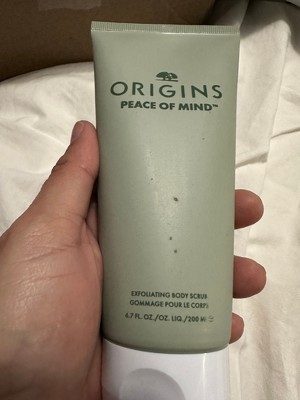 ORIGINS
PEACE OF MIND™
EXFOLIATING BODY SCRUB
GOMMAGE POUR LE CORPS
6.7 FL. OZ./OZ. LIQ./200 Ml ℮